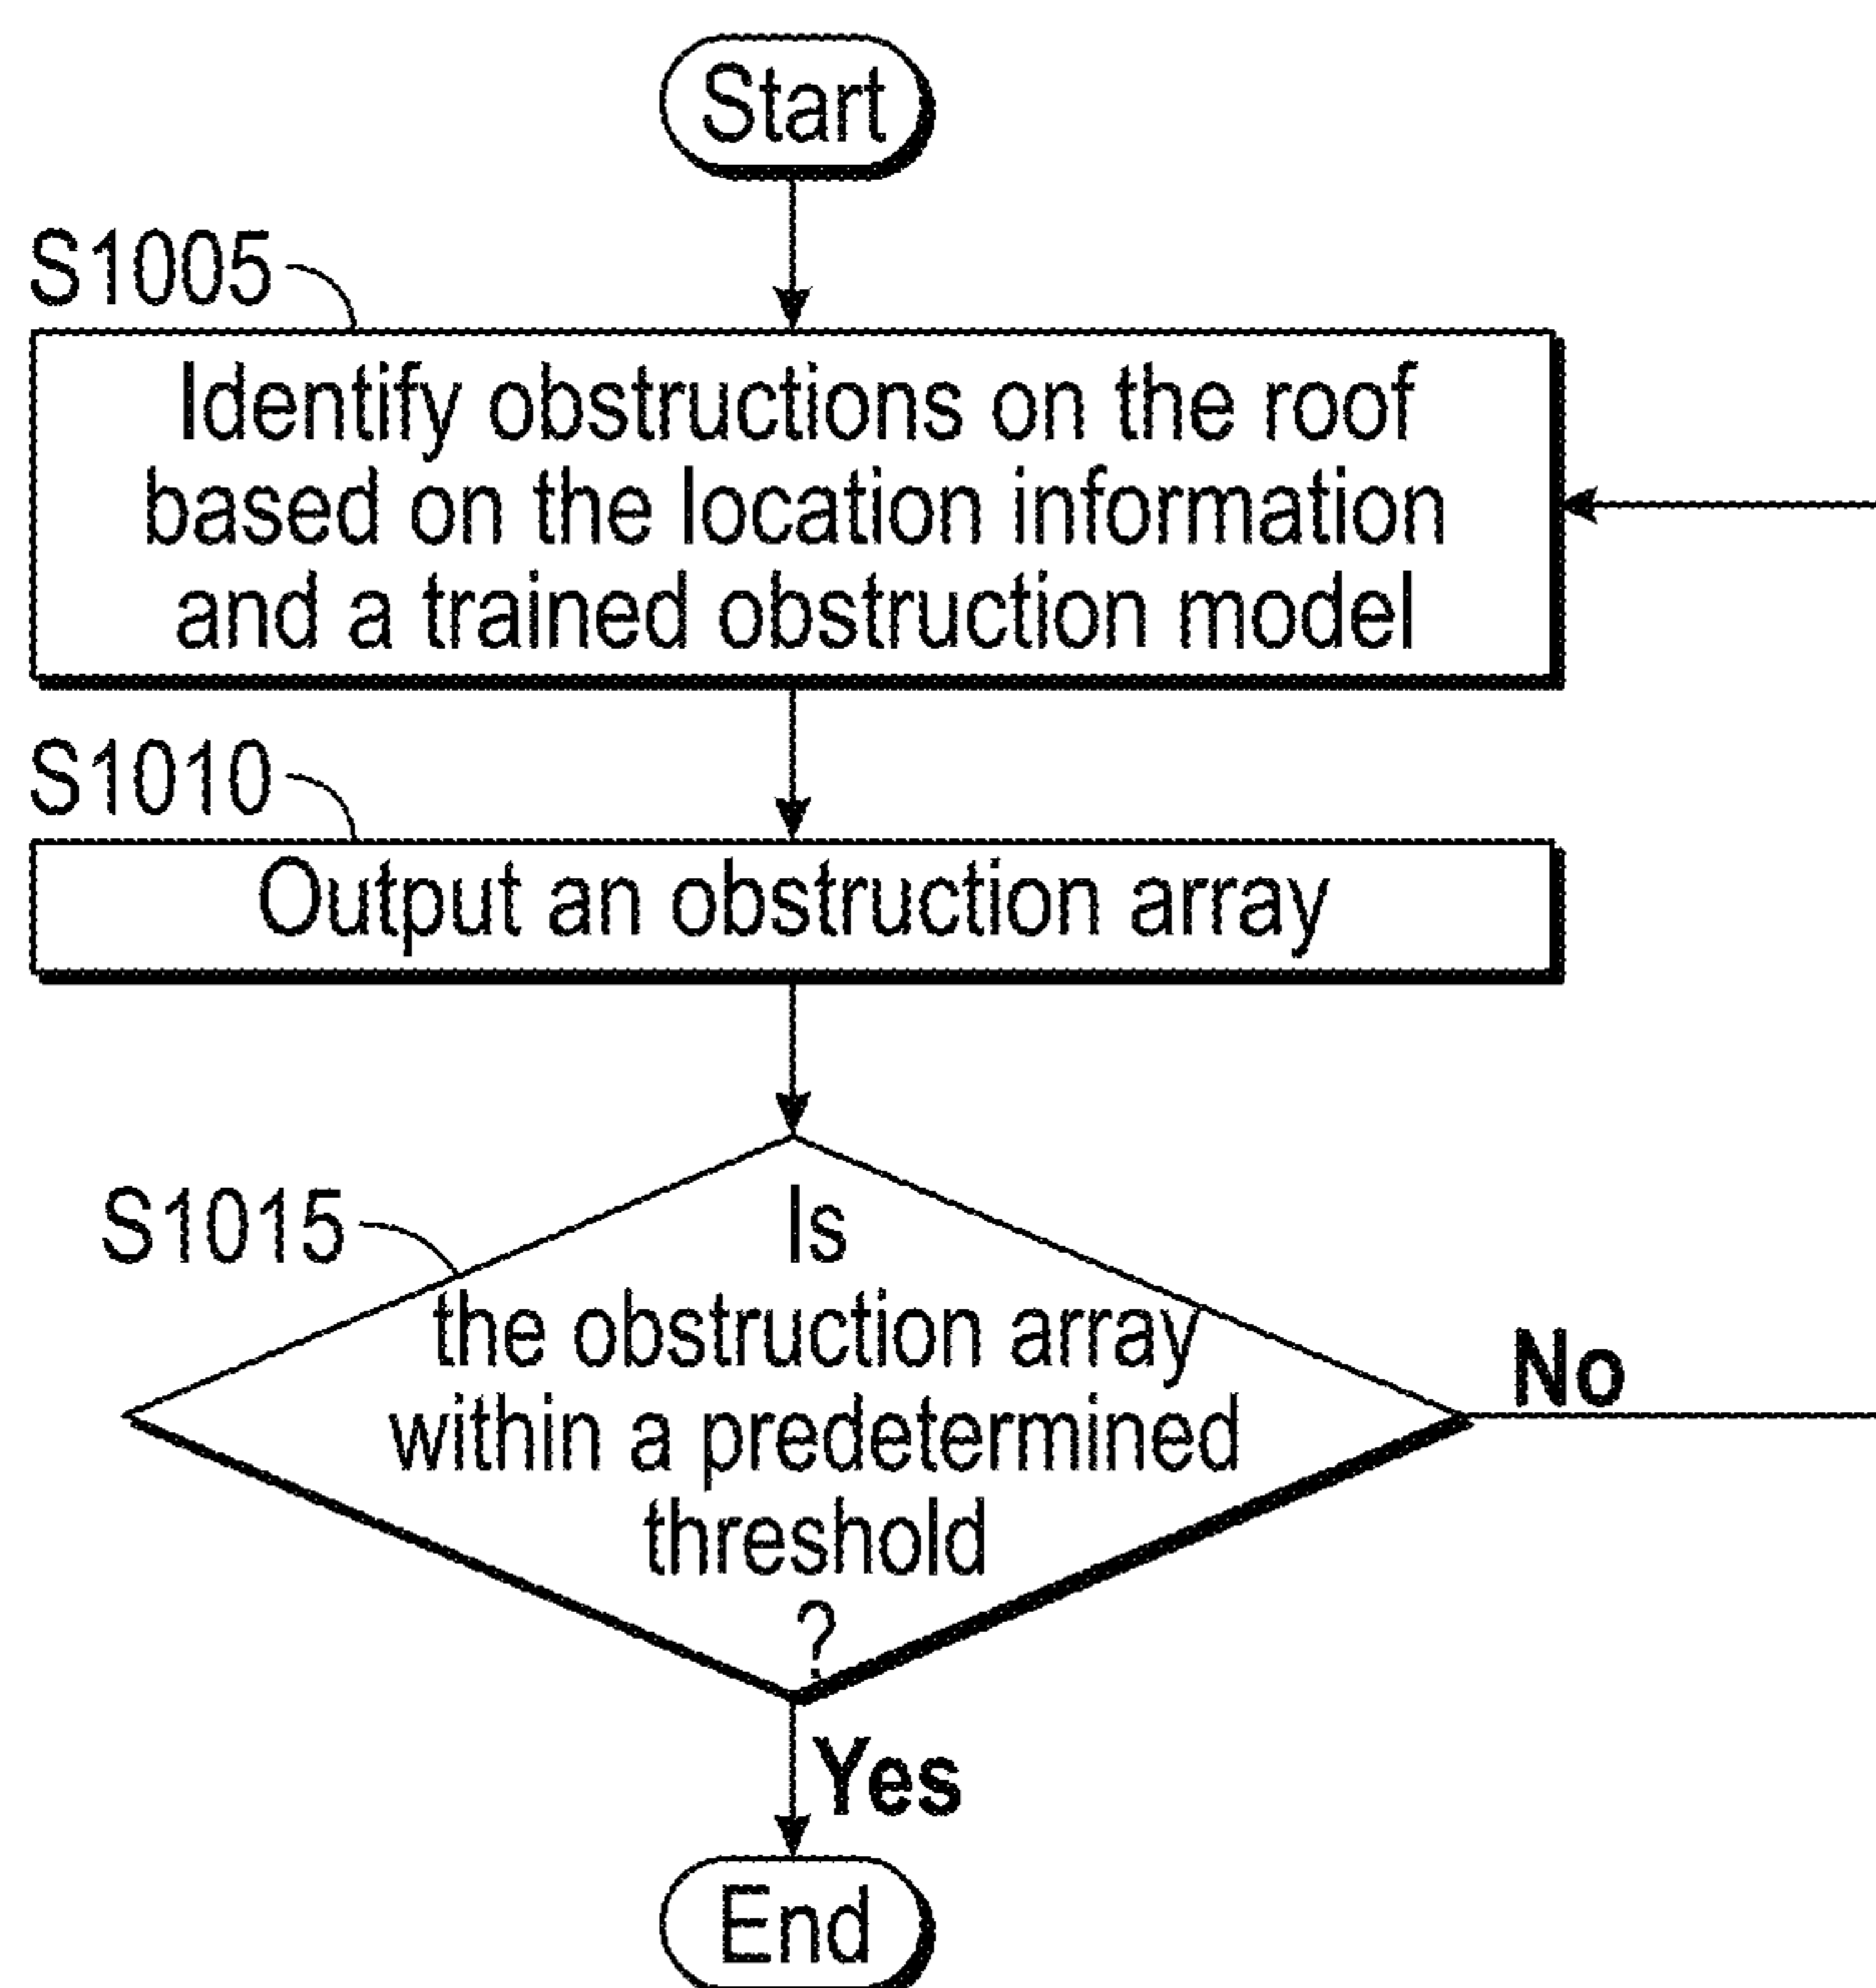 Start
S1005
Identify obstructions on the roof
based on the location information
and a trained obstruction model
S1010
Output an obstruction array
S1015
Is
the obstruction array
within a predetermined
threshold
?
No
Yes
End